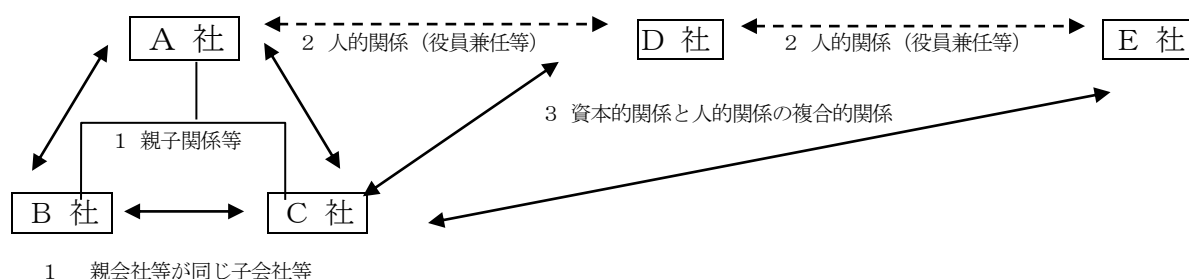 Ａ 社
２ 人的関係（役員兼任等）
Ｄ 社
２ 人的関係（役員兼任等）
Ｅ 社
３ 資本的関係と人的関係の複合的関係
１ 親子関係等
Ｂ 社
Ｃ 社
１　親会社等が同じ子会社等